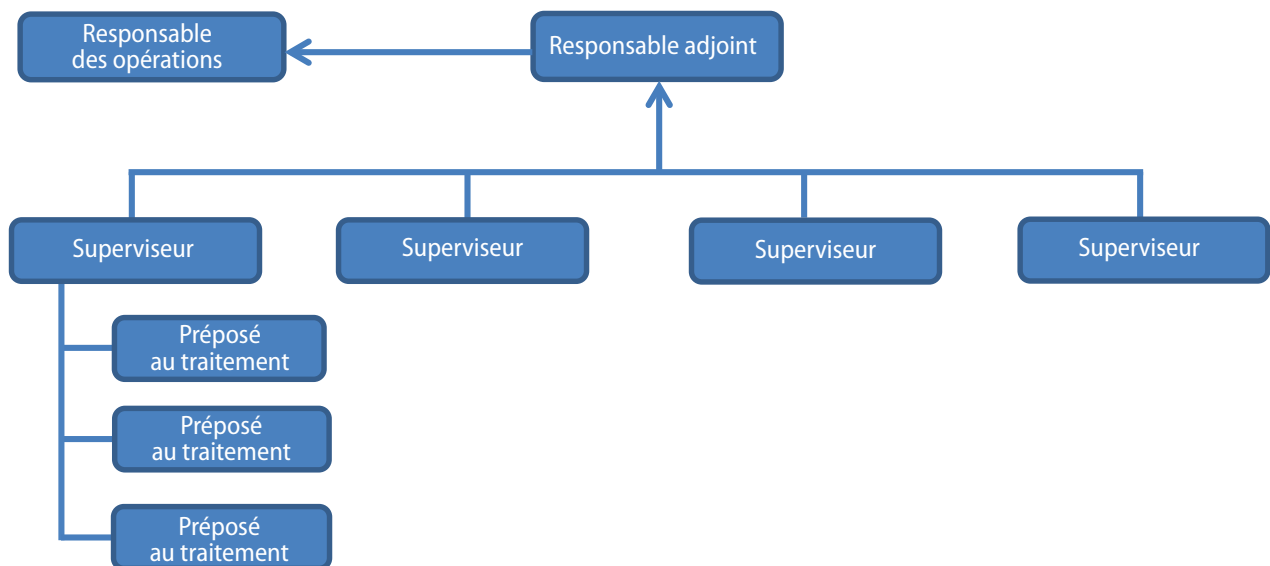 Responsable
des opérations
Responsable adjoint
Superviseur
Superviseur
Superviseur
Superviseur
Préposé
au traitement
Préposé
au traitement
Préposé
au traitement